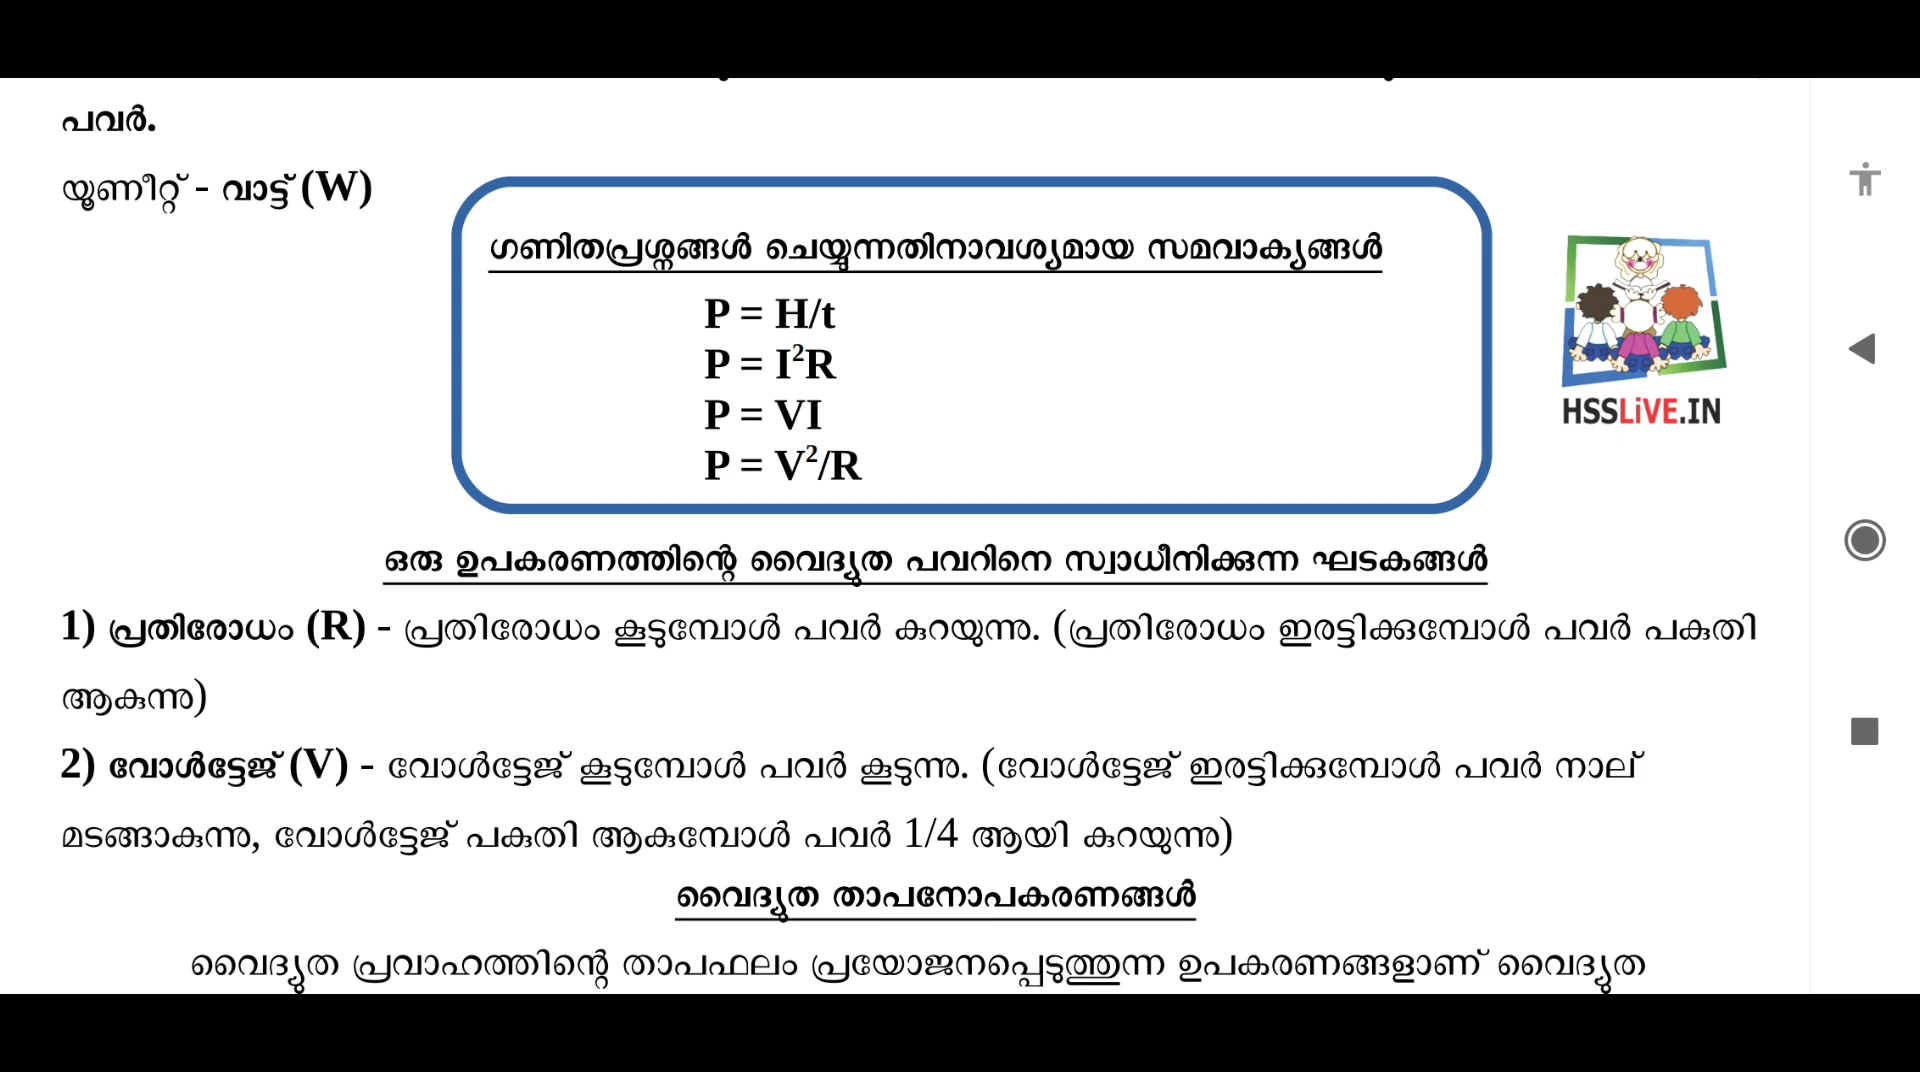 പവർ.
യൂണീറ്റ് - വാട്ട് (W)
ഗണിതപ്രശ്നങ്ങൾ ചെയ്യുന്നതിനാവശ്യമായ സമവാക്യങ്ങൾ
P = H/t
P = I²R
P = VI
P = V²/R
HSSLiVE.IN
ഒരു ഉപകരണത്തിന്റെ വൈദ്യുത പവറിനെ സ്വാധീനിക്കുന്ന ഘടകങ്ങൾ
1) പ്രതിരോധം (R) - പ്രതിരോധം കൂടുമ്പോൾ പവർ കുറയുന്നു. (പ്രതിരോധം ഇരട്ടിക്കുമ്പോൾ പവർ പകുതി
ആകുന്നു)
2) വോൾട്ടേജ് (V) - വോൾട്ടേജ് കൂടുമ്പോൾ പവർ കൂടുന്നു. (വോൾട്ടേജ് ഇരട്ടിക്കുമ്പോൾ പവർ നാല്
മടങ്ങാകുന്നു, വോൾട്ടേജ് പകുതി ആകുമ്പോൾ പവർ 1/4 ആയി കുറയുന്നു)
വൈദ്യുത താപനോപകരണങ്ങൾ
വൈദ്യുത പ്രവാഹത്തിന്റെ താപഫലം പ്രയോജനപ്പെടുത്തുന്ന ഉപകരണങ്ങളാണ് വൈദ്യുത